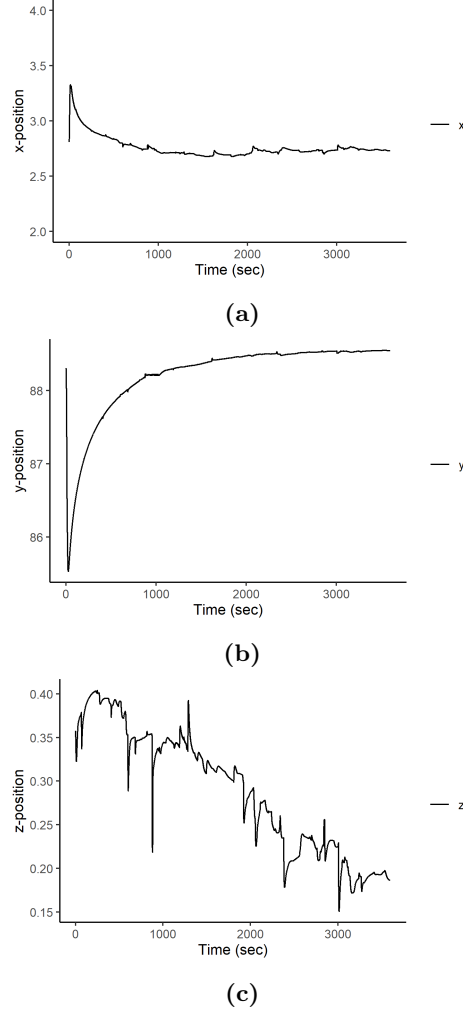 4.0
3.5
3.0
2.5
2.0
x-position
x
0 1000 2000 3000
Time (sec)
(a)
88
87
86
y-position
y
0 1000 2000 3000
Time (sec)
(b)
0.40
0.35
0.30
0.25
0.20
0.15
z-position
z
0 1000 2000 3000
Time (sec)
(c)